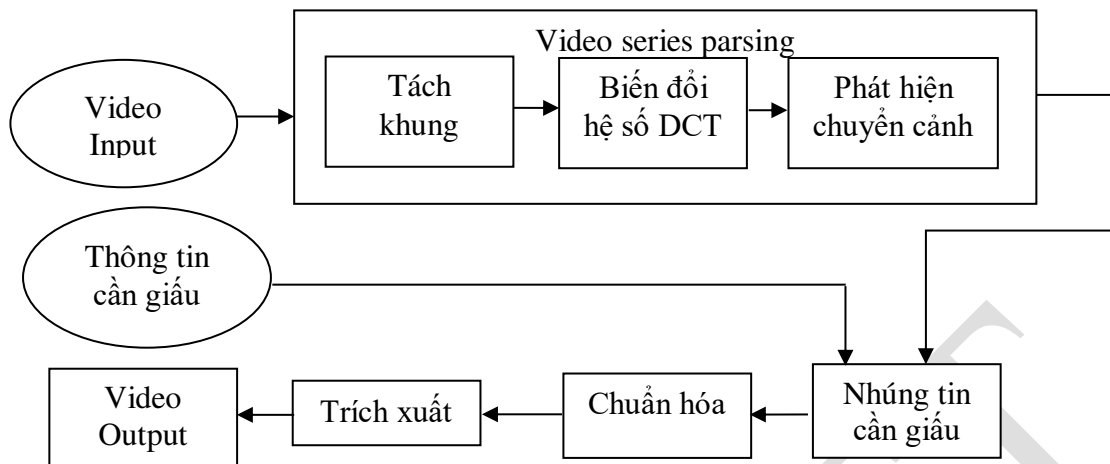 Video series parsing
Video
Input
Tách
khung
Biến đổi
hệ số DCT
Phát hiện
chuyển cảnh
Thông tin
cần giấu
Video
Output
Trích xuất
Chuẩn hóa
Nhúng tin
cần giấu